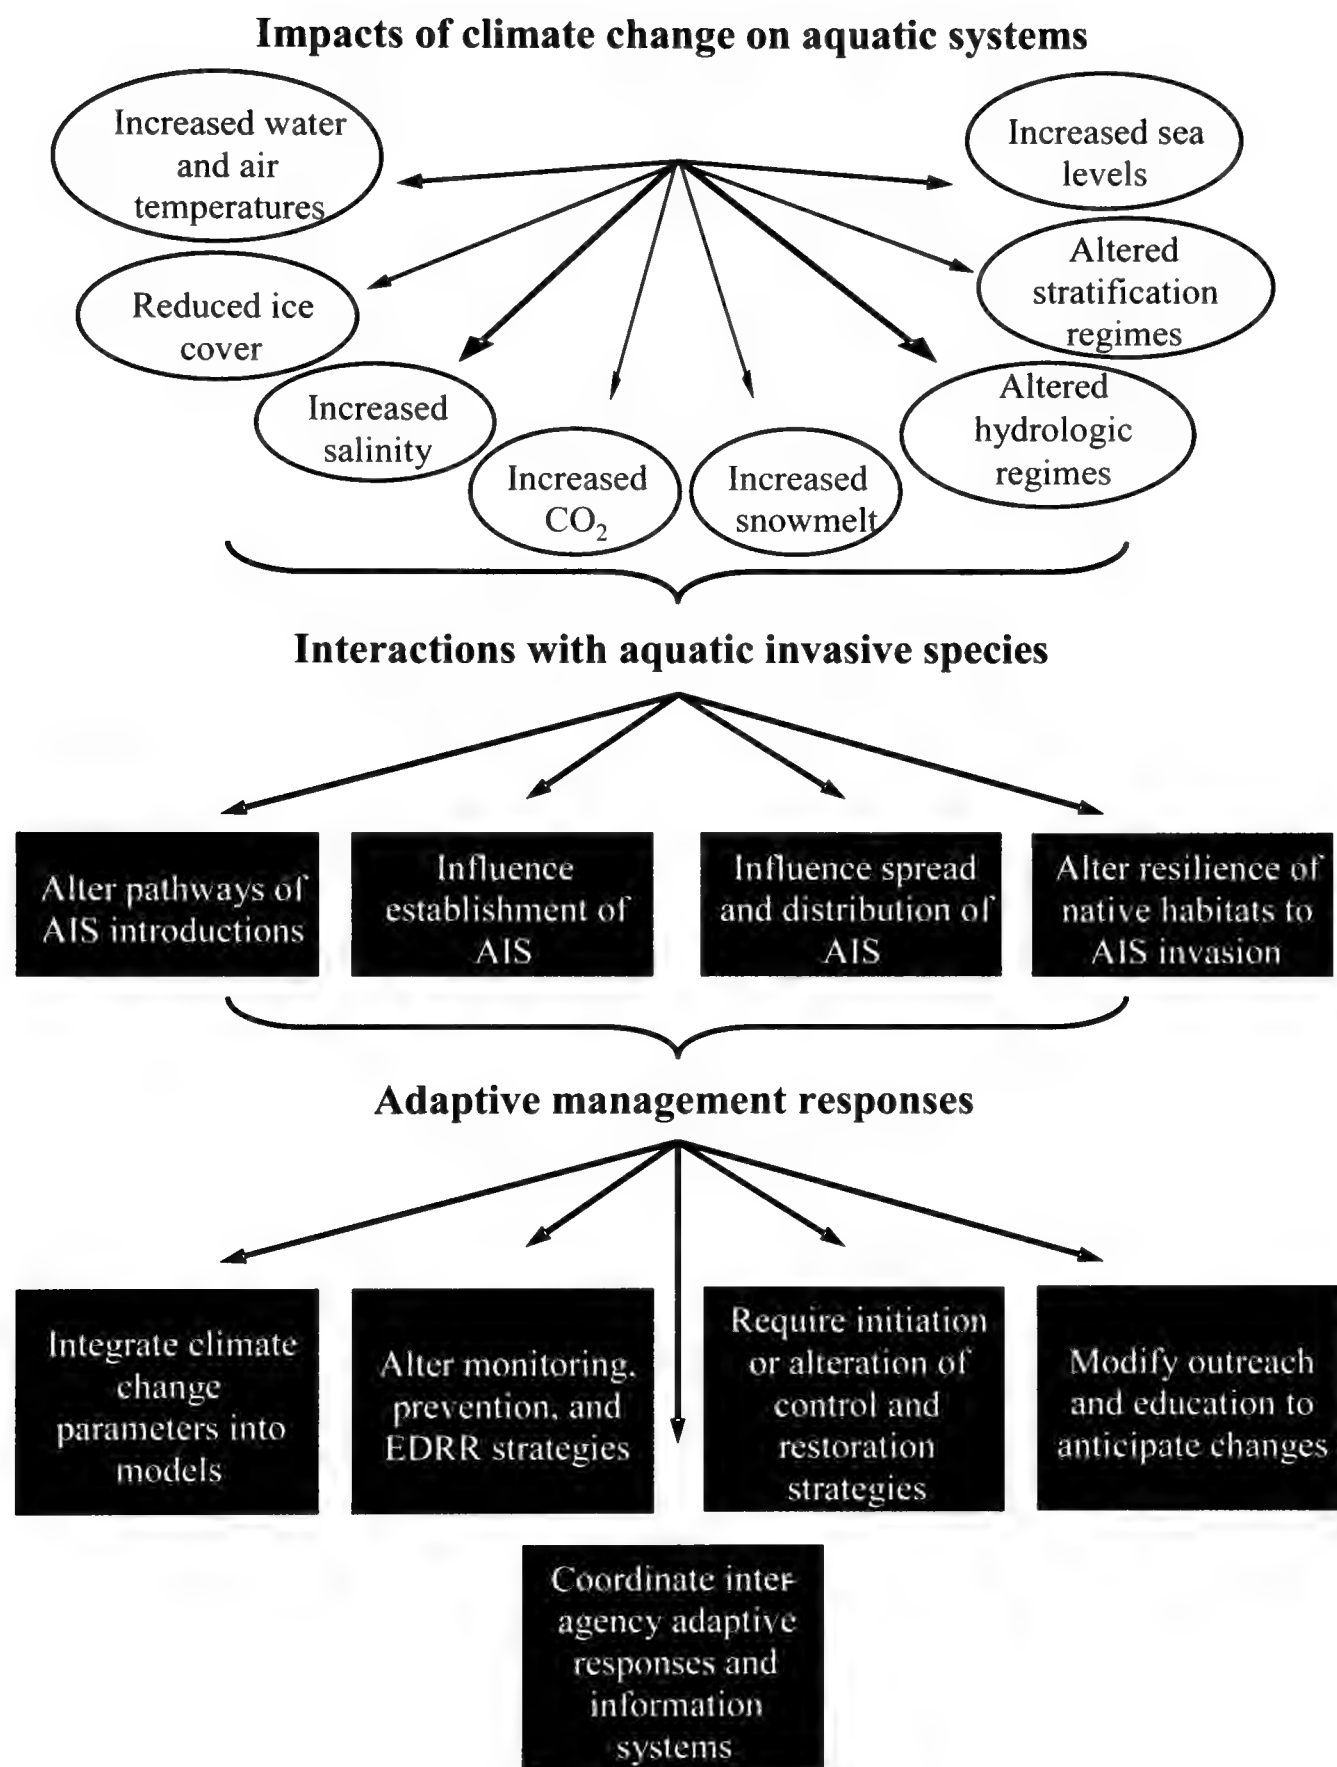 Impacts of climate change on aquatic systems
Increased water
and air
temperatures
Reduced ice
cover
Increased
salinity
Increased
CO₂
Increased
snowmelt
Altered
hydrologic
regimes
Altered
stratification
regimes
Increased sea
levels
Interactions with aquatic invasive species
Alter pathways of
AIS introductions
Influence
establishment of
AIS
Influence spread
and distribution of
AIS
Alter resilience of
native habitats to
AIS invasion
Adaptive management responses
Integrate climate
change
parameters into
models
Alter monitoring,
prevention, and
EDRR strategies
Require initiation
or alteration of
control and
restoration
strategies
Modify outreach
and education to
anticipate changes
Coordinate inter-
agency adaptive
responses and
information
systems